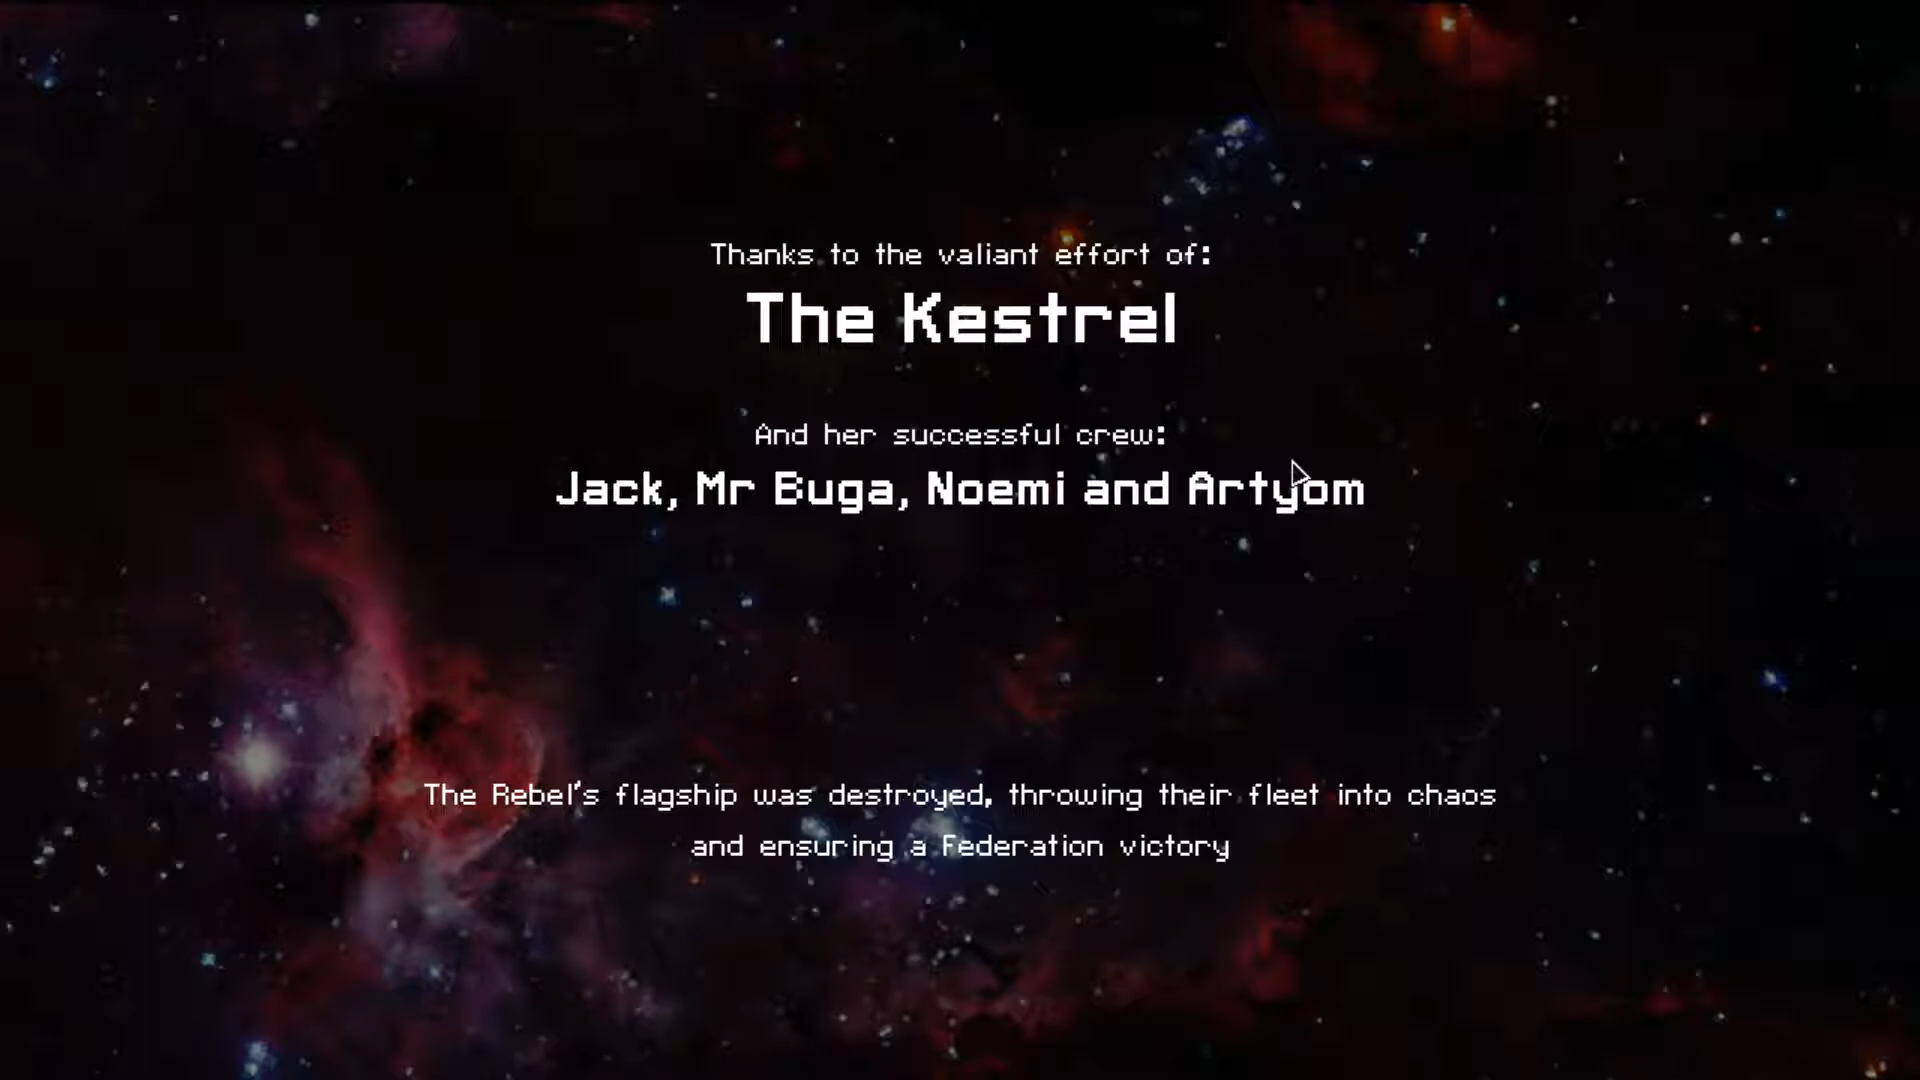 Thanks to the valiant effort of:
The Kestrel
And her successful crew:
Jack, Mr Buga, Noemi and Artyom
The Rebel's flagship was destroyed, throwing their fleet into chaos
and ensuring a Federation victory